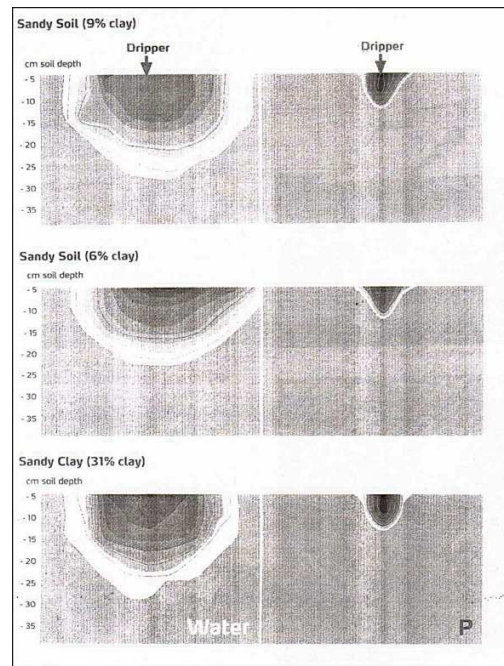 Sandy Soil (9% clay)
Dripper Dripper
cm soil depth
- 5
- 10
- 15
- 20
- 25
- 30
- 35
Sandy Soil (6% clay)
cm soil depth
- 5
- 10
- 15
- 20
- 25
- 30
- 35
Sandy Clay (31% clay)
cm soil depth
- 5
- 10
- 15
- 20
- 25
- 30
- 35
Water P